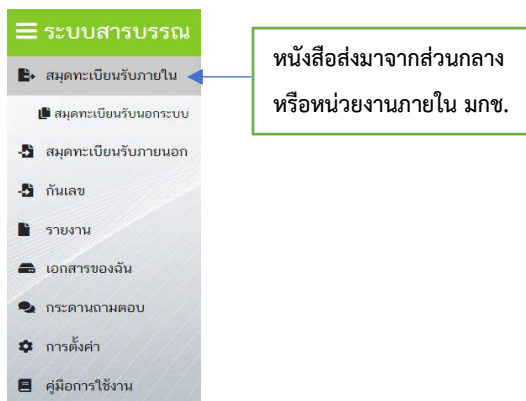 ระบบสารบรรณ
สมุดทะเบียนรับภายใน
สมุดทะเบียนรับนอกระบบ
สมุดทะเบียนรับภายนอก
กันเลข
รายงาน
เอกสารของฉัน
กระดานถามตอบ
การตั้งค่า
คู่มือการใช้งาน
หนังสือส่งมาจากส่วนกลาง
หรือหน่วยงานภายใน มกช.